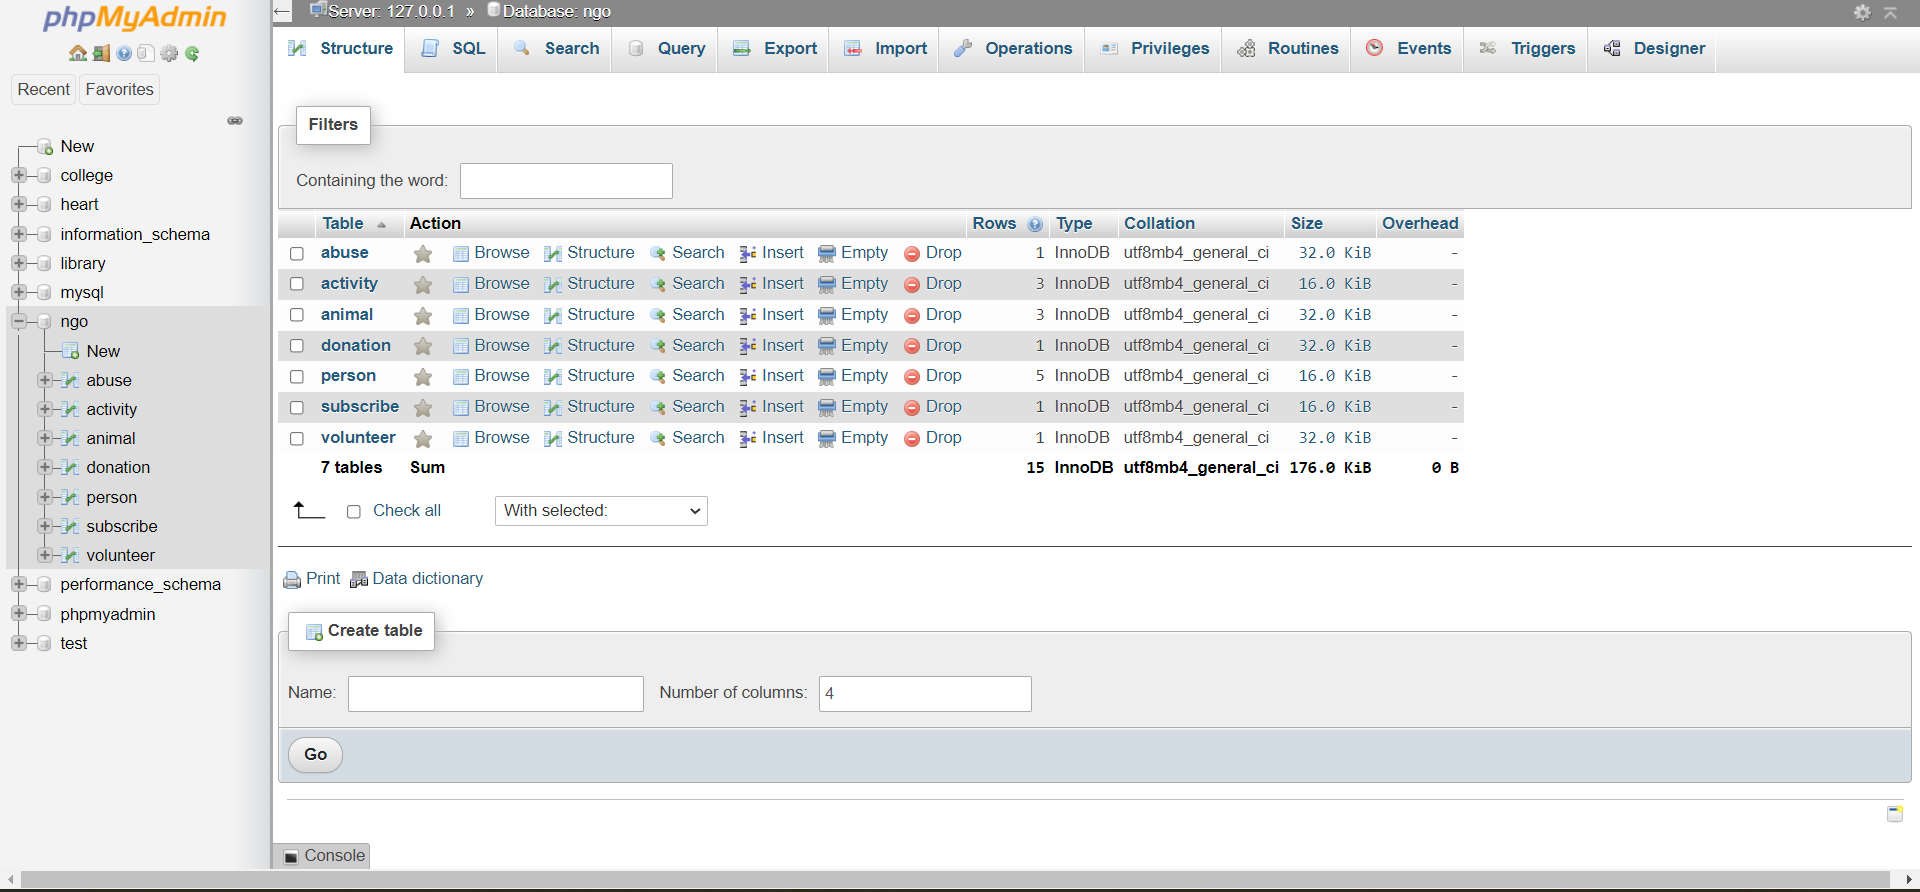 phpMyAdmin
Recent Favorites
New
college
heart
information_schema
library
mysql
ngo
New
abuse
activity
animal
donation
person
subscribe
volunteer
performance_schema
phpmyadmin
test
Server: 127.0.0.1 » Database: ngo
Structure SQL Search Query Export Import Operations Privileges Routines Events Triggers Designer
Filters
Containing the word:
Table Action Rows Type Collation Size Overhead
abuse Browse Structure Search Insert Empty Drop 1 InnoDB utf8mb4_general_ci 32.0 KiB -
activity Browse Structure Search Insert Empty Drop 3 InnoDB utf8mb4_general_ci 16.0 KiB -
animal Browse Structure Search Insert Empty Drop 3 InnoDB utf8mb4_general_ci 32.0 KiB -
donation Browse Structure Search Insert Empty Drop 1 InnoDB utf8mb4_general_ci 32.0 KiB -
person Browse Structure Search Insert Empty Drop 5 InnoDB utf8mb4_general_ci 16.0 KiB -
subscribe Browse Structure Search Insert Empty Drop 1 InnoDB utf8mb4_general_ci 16.0 KiB -
volunteer Browse Structure Search Insert Empty Drop 1 InnoDB utf8mb4_general_ci 32.0 KiB -
7 tables Sum 15 InnoDB utf8mb4_general_ci 176.0 KiB 0 B
Check all With selected:
Print Data dictionary
Create table
Name: Number of columns: 4
Go
Console